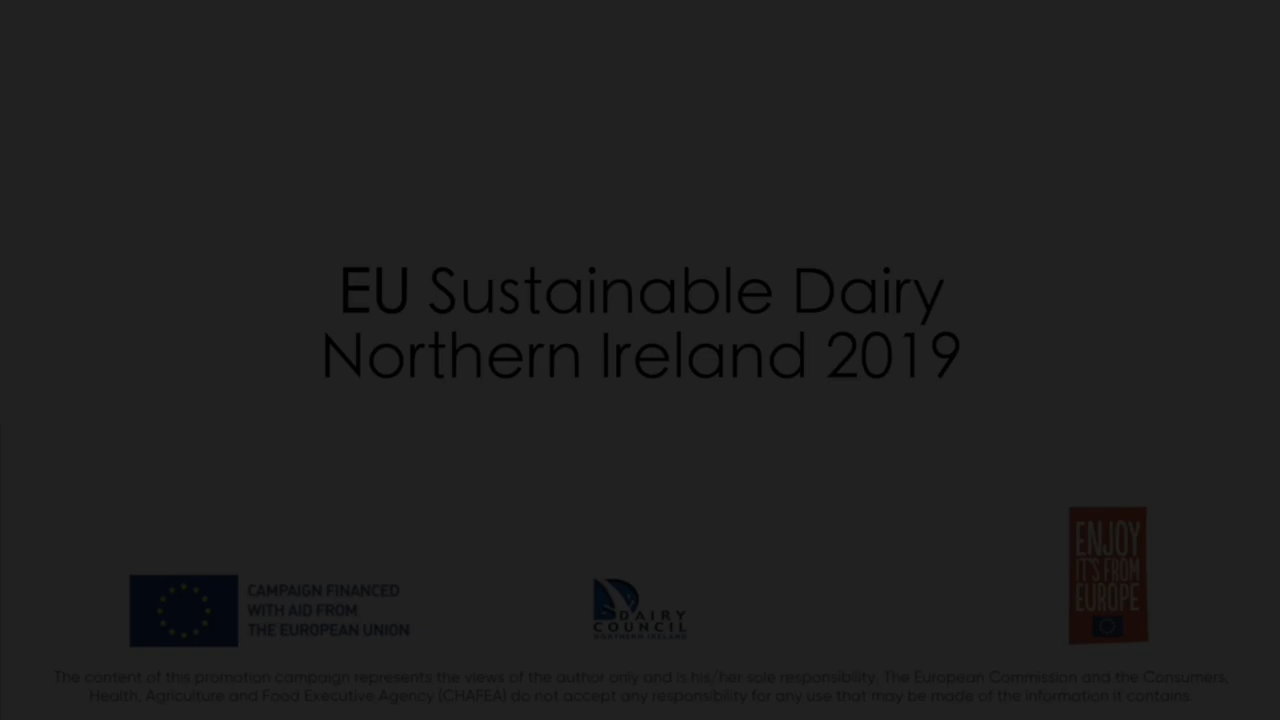 EU Sustainable Dairy
Northern Ireland 2019
ENJOY
IT'S FROM
EUROPE
CAMPAIGN FINANCED
WITH AID FROM
THE EUROPEAN UNION
DAIRY
COUNCIL
NORTHERN IRELAND
The content of this promotion campaign represents the views of the author only and is his/her sole responsibility. The European Commission and the Consumers,
Health, Agriculture and Food Executive Agency (CHAFEA) do not accept any responsibility for any use that may be made of the information it contains.